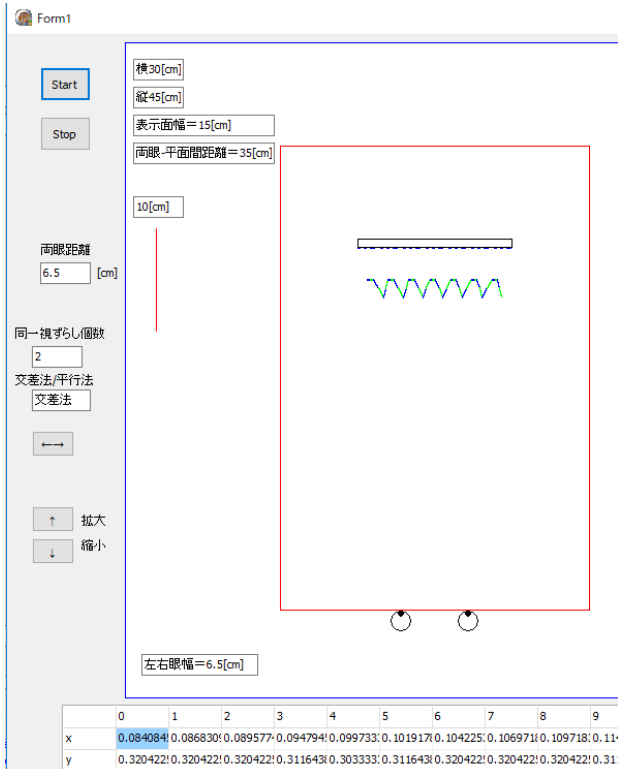 Form1
Start
Stop
横30[cm]
縦45[cm]
表示面幅＝15[cm]
両眼-平面間距離＝35[cm]
10[cm]
両眼距離
6.5 [cm]
同一視ずらし個数
2
交差法/平行法
交差法
←→
↑ 拡大
↓ 縮小
左右眼幅＝6.5[cm]
0 1 2 3 4 5 6 7 8 9
x
y